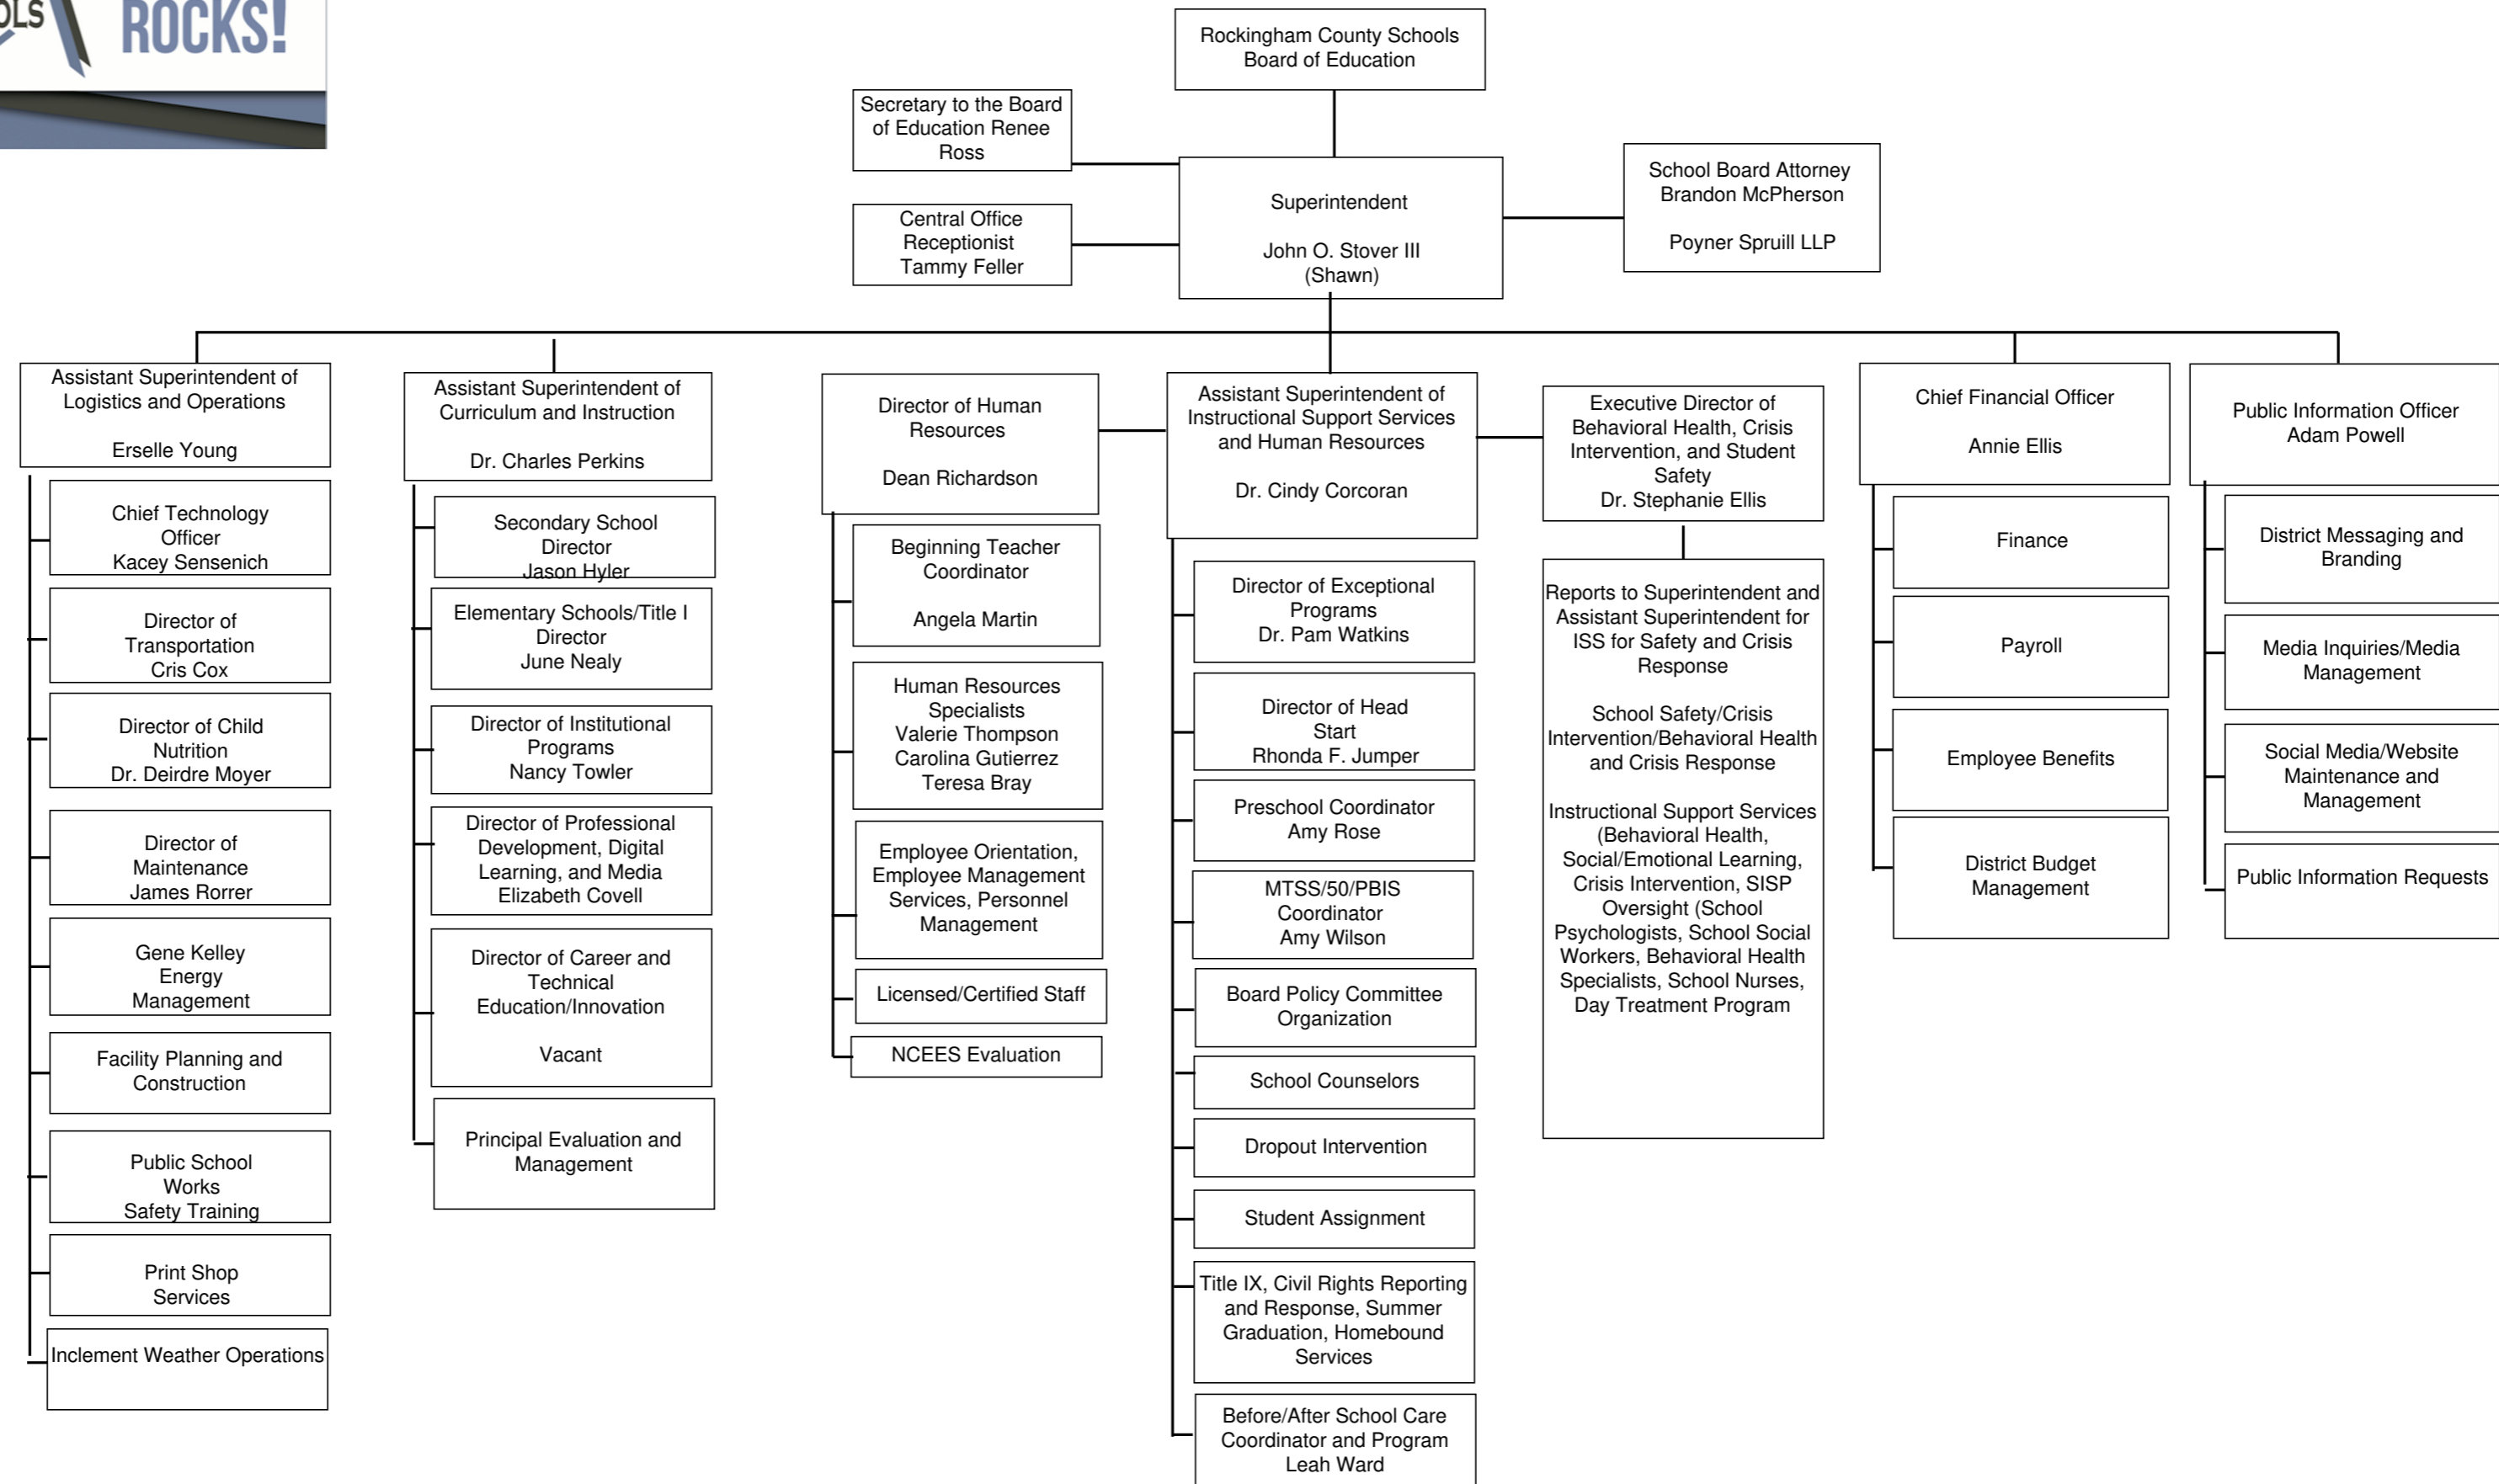 ROCKS!
Rockingham County Schools
Board of Education
Secretary to the Board
of Education Renee
Ross
Central Office
Receptionist
Tammy Feller
Superintendent
John O. Stover III
(Shawn)
School Board Attorney
Brandon McPherson
Poyner Spruill LLP
Assistant Superintendent of
Logistics and Operations
Erselle Young
Chief Technology
Officer
Kacey Sensenich
Director of
Transportation
Cris Cox
Director of Child
Nutrition
Dr. Deirdre Moyer
Director of
Maintenance
James Rorrer
Gene Kelley
Energy
Management
Facility Planning and
Construction
Public School
Works
Safety Training
Print Shop
Services
Inclement Weather Operations
Assistant Superintendent of
Curriculum and Instruction
Dr. Charles Perkins
Secondary School
Director
Jason Hyler
Elementary Schools/Title I
Director
June Nealy
Director of Institutional
Programs
Nancy Towler
Director of Professional
Development, Digital
Learning, and Media
Elizabeth Covell
Director of Career and
Technical
Education/Innovation
Vacant
Principal Evaluation and
Management
Director of Human
Resources
Dean Richardson
Beginning Teacher
Coordinator
Angela Martin
Human Resources
Specialists
Valerie Thompson
Carolina Gutierrez
Teresa Bray
Employee Orientation,
Employee Management
Services, Personnel
Management
Licensed/Certified Staff
NCEES Evaluation
Assistant Superintendent of
Instructional Support Services
and Human Resources
Dr. Cindy Corcoran
Director of Exceptional
Programs
Dr. Pam Watkins
Director of Head
Start
Rhonda F. Jumper
Preschool Coordinator
Amy Rose
MTSS/50/PBIS
Coordinator
Amy Wilson
Board Policy Committee
Organization
School Counselors
Dropout Intervention
Student Assignment
Title IX, Civil Rights Reporting
and Response, Summer
Graduation, Homebound
Services
Before/After School Care
Coordinator and Program
Leah Ward
Executive Director of
Behavioral Health, Crisis
Intervention, and Student
Safety
Dr. Stephanie Ellis
Reports to Superintendent and
Assistant Superintendent for
ISS for Safety and Crisis
Response
School Safety/Crisis
Intervention/Behavioral Health
and Crisis Response
Instructional Support Services
(Behavioral Health,
Social/Emotional Learning,
Crisis Intervention, SISP
Oversight (School
Psychologists, School Social
Workers, Behavioral Health
Specialists, School Nurses,
Day Treatment Program
Chief Financial Officer
Annie Ellis
Finance
Payroll
Employee Benefits
District Budget
Management
Public Information Officer
Adam Powell
District Messaging and
Branding
Media Inquiries/Media
Management
Social Media/Website
Maintenance and
Management
Public Information Requests